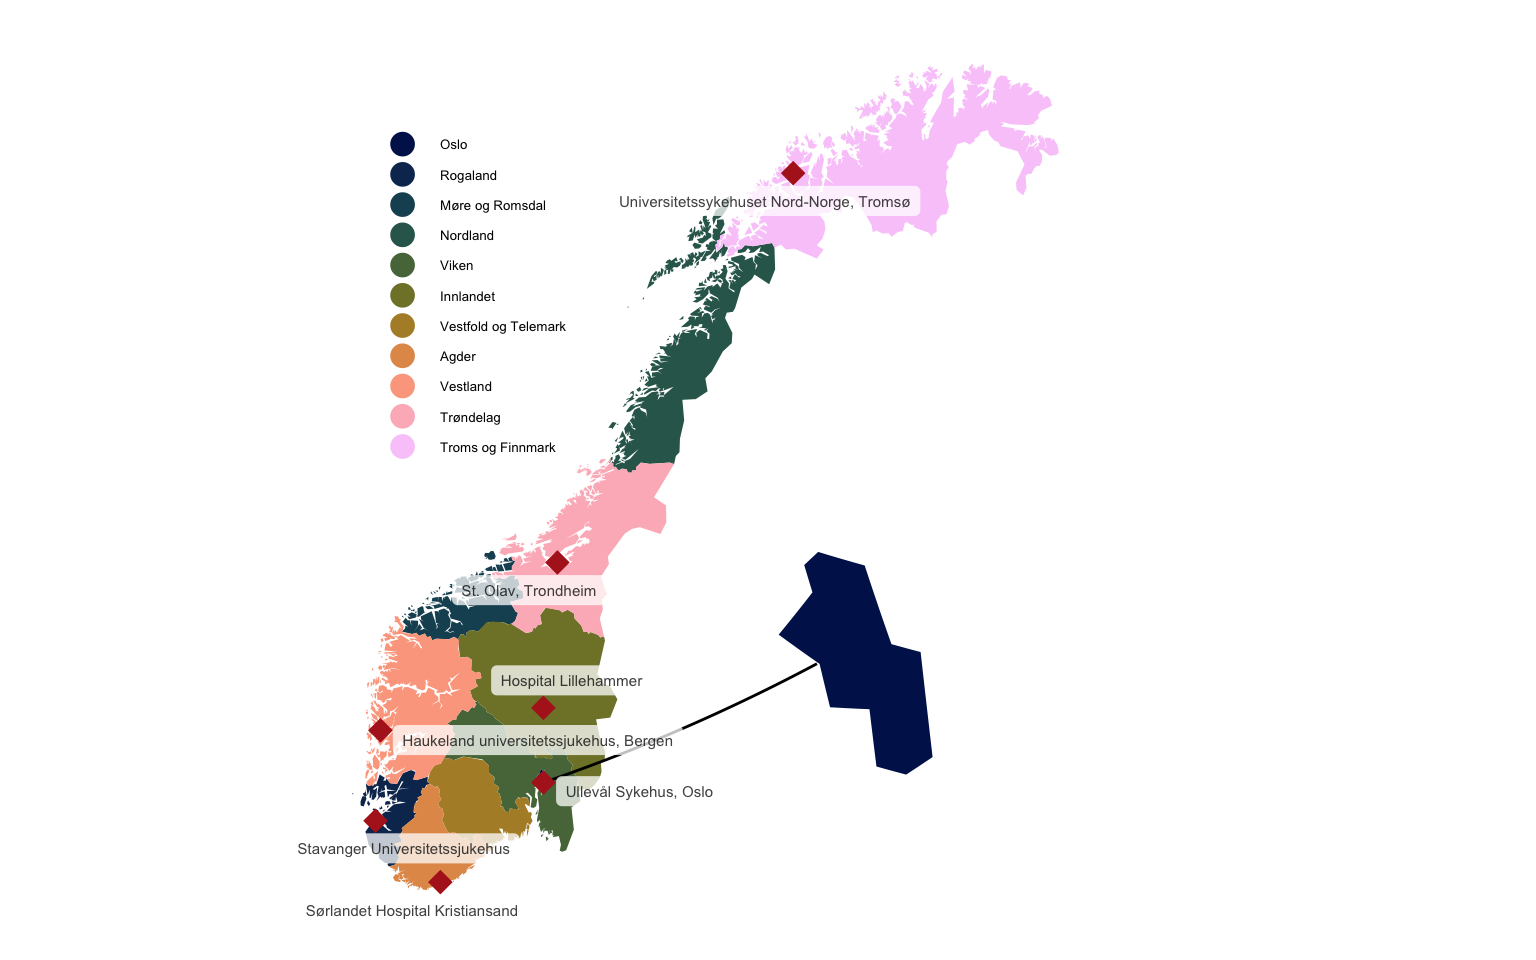 Oslo
Rogaland
Møre og Romsdal
Nordland
Viken
Innlandet
Vestfold og Telemark
Agder
Vestland
Trøndelag
Troms og Finnmark
Universitetssykehuset Nord-Norge, Tromsø
St. Olav, Trondheim
Hospital Lillehammer
Haukeland universitetssjukehus, Bergen
Ullevål Sykehus, Oslo
Stavanger Universitetssjukehus
Sørlandet Hospital Kristiansand